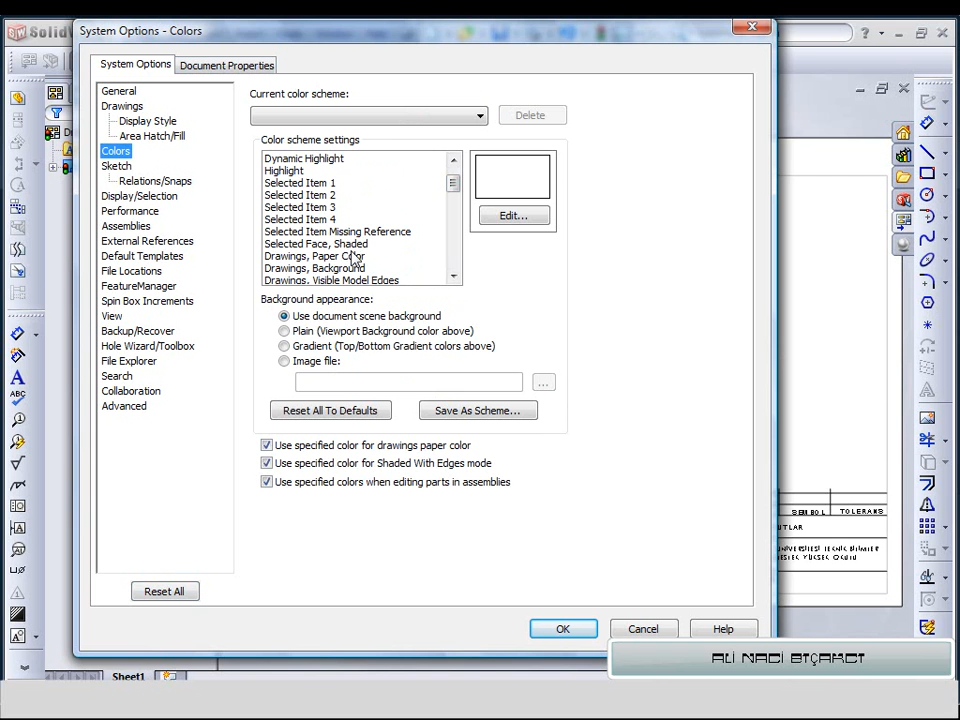 SolidW
System Options - Colors
System Options
Document Properties
General
Drawings
Display Style
Area Hatch/Fill
Colors
Sketch
Relations/Snaps
Display/Selection
Performance
Assemblies
External References
Default Templates
File Locations
FeatureManager
Spin Box Increments
View
Backup/Recover
Hole Wizard/Toolbox
File Explorer
Search
Collaboration
Advanced
Reset All
Current color scheme:
Delete
Color scheme settings
Dynamic Highlight
Highlight
Selected Item 1
Selected Item 2
Selected Item 3
Selected Item 4
Selected Item Missing Reference
Selected Face, Shaded
Drawings, Paper Color
Drawings, Background
Drawings, Visible Model Edges
Edit...
Background appearance:
Use document scene background
Plain (Viewport Background color above)
Gradient (Top/Bottom Gradient colors above)
Image file:
...
Reset All To Defaults
Save As Scheme...
Use specified color for drawings paper color
Use specified color for Shaded With Edges mode
Use specified colors when editing parts in assemblies
OK
Cancel
Help
SEMBOL
TOLERANS
UTLAR
Sheet1